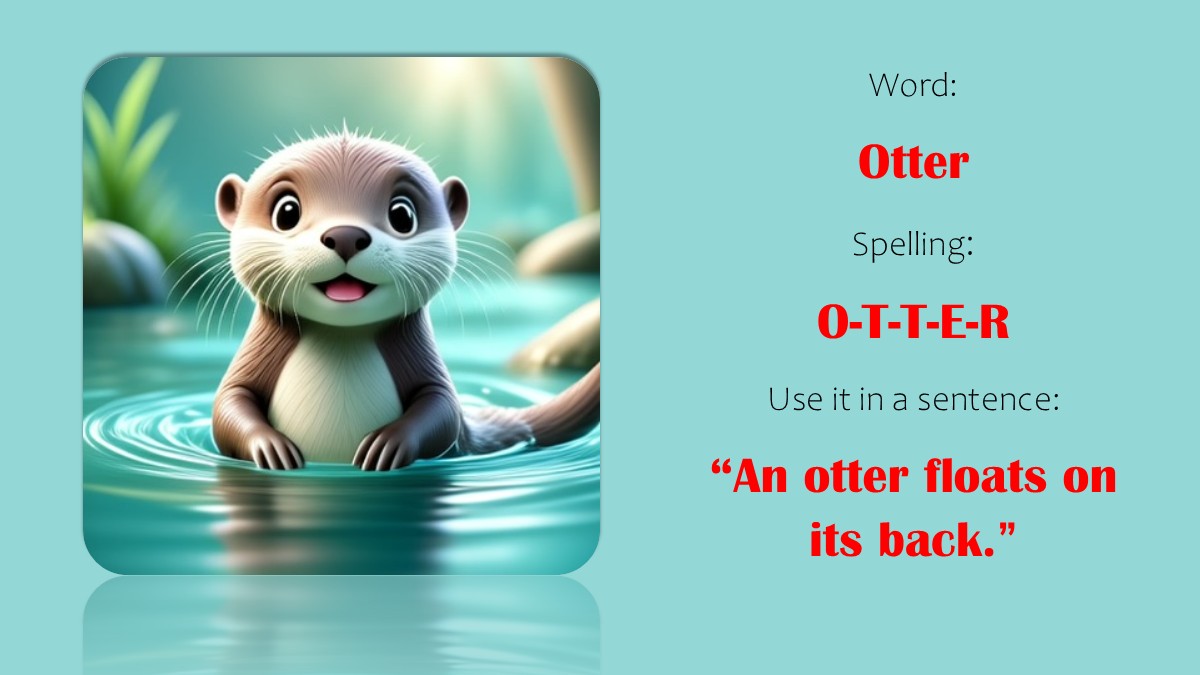 Word:
Otter
Spelling:
O-T-T-E-R
Use it in a sentence:
“An otter floats on
its back.”